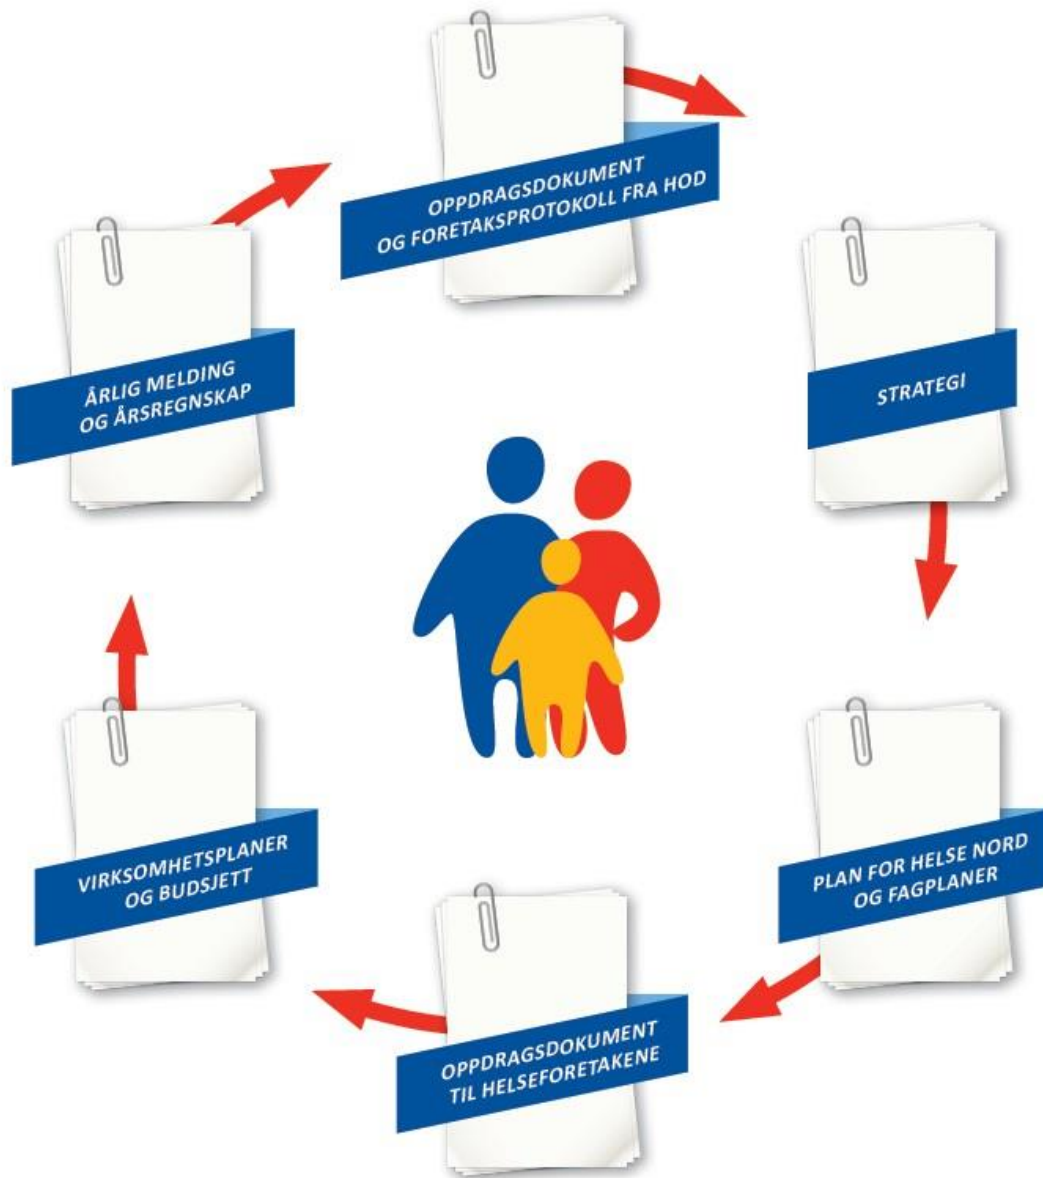 OPPDRAGSDOKUMENT
OG FORETAKSPROTOKOLL FRA HOD
STRATEGI
PLAN FOR HELSE NORD
OG FAGPLANER
OPPDRAGSDOKUMENT
TIL HELSEFORETAKENE
VIRKSOMHETSPLANER
OG BUDSJETT
ÅRLIG MELDING
OG ÅRSREGNSKAP